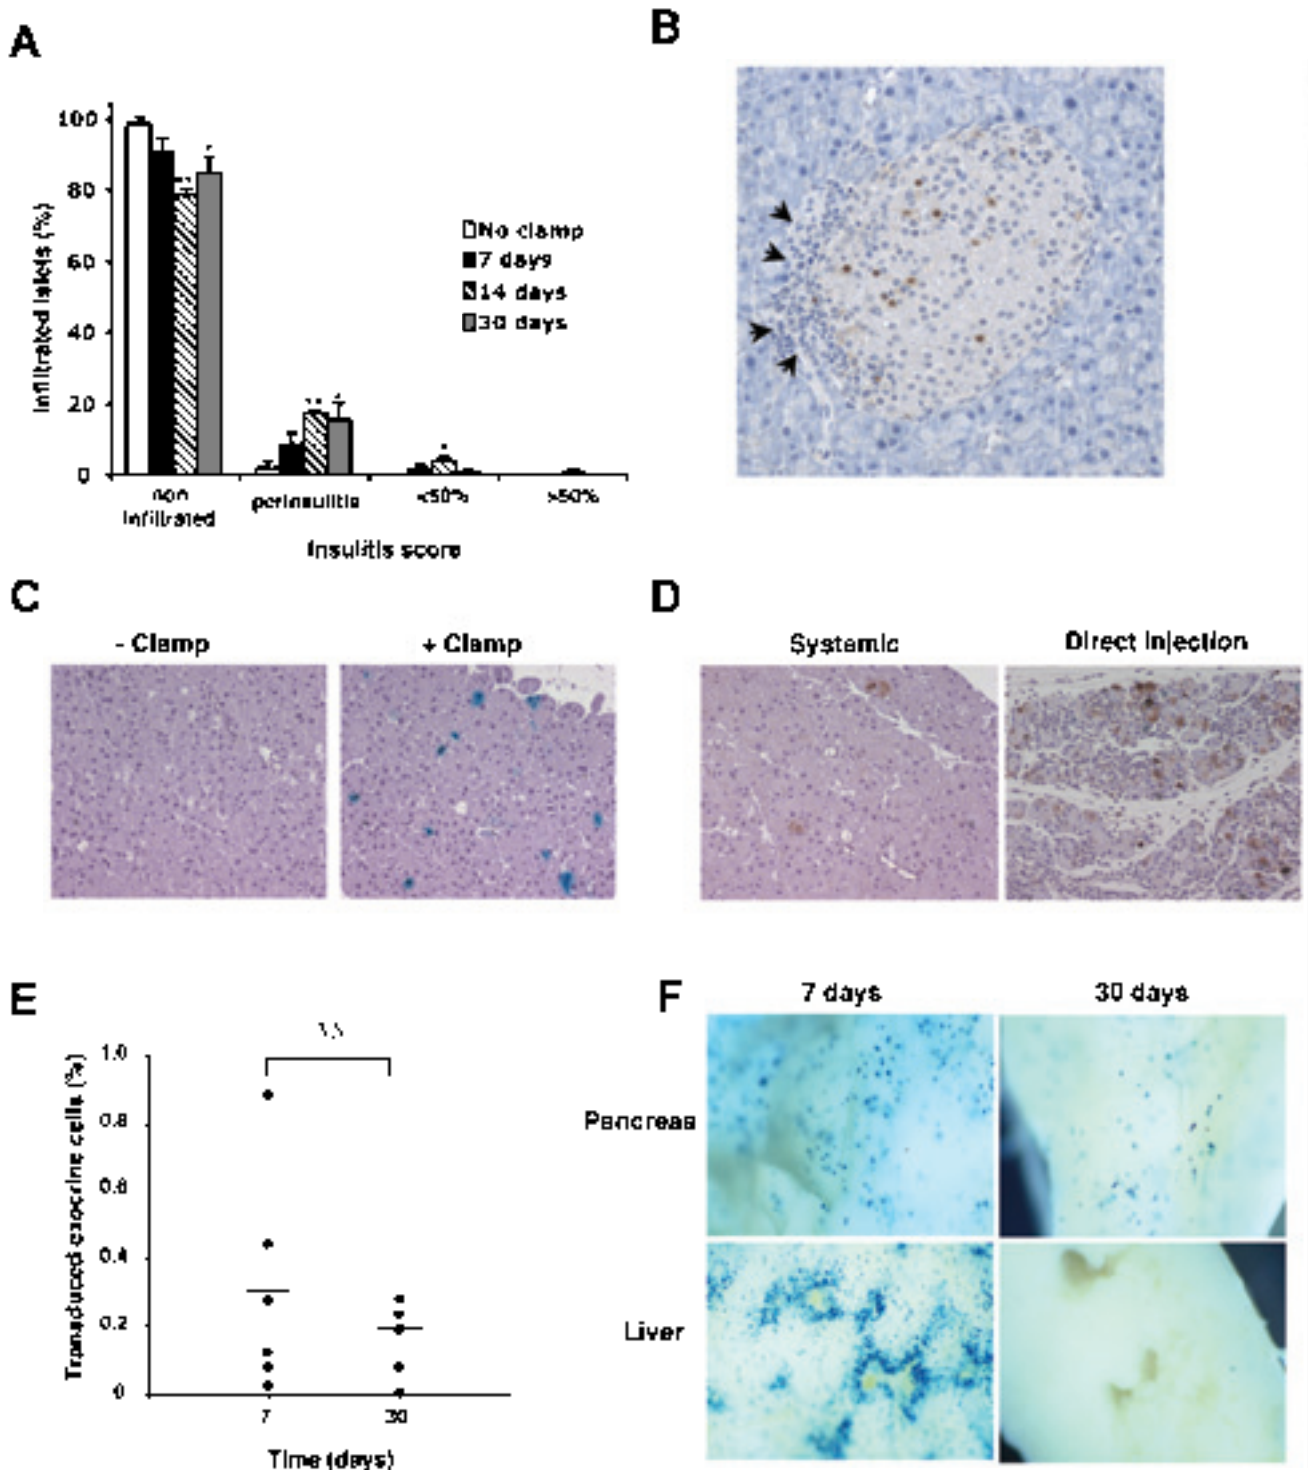 A
100
80
60
40
20
0
Infiltrated islets (%)
No clamp
7 days
14 days
30 days
non
infiltrated
perinsulitis
<50%
>50%
Insulitis score
B
C
- Clamp
+ Clamp
D
Systemic
Direct injection
E
1.0
0.8
0.6
0.4
0.2
0
Transduced exocrine cells (%)
7
30
Time (days)
F
7 days
30 days
Pancreas
Liver